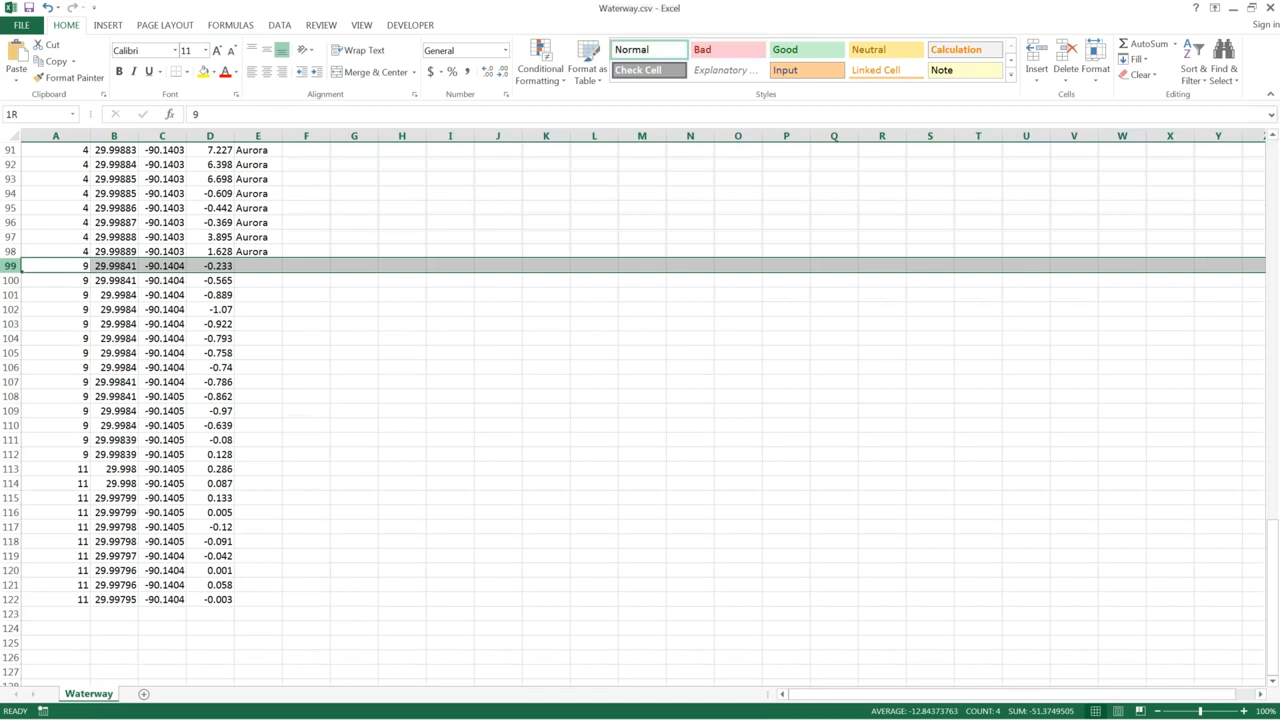 Waterway.csv - Excel
Sign in
FILE HOME INSERT PAGE LAYOUT FORMULAS DATA REVIEW VIEW DEVELOPER
Paste
Cut
Copy
Format Painter
Clipboard
Calibri 11
B I U
Font
Wrap Text
Merge & Center
Alignment
General
$ % ,
Number
Conditional Formatting
Format as Table
Normal Bad Good Neutral Calculation
Check Cell Explanatory ... Input Linked Cell Note
Styles
Insert Delete Format
Cells
AutoSum
Fill
Clear
Sort & Filter
Find & Select
Editing
1R fx 9
A B C D E F G H I J K L M N O P Q R S T U V W X Y
91 4 29.99883 -90.1403 7.227 Aurora
92 4 29.99884 -90.1403 6.398 Aurora
93 4 29.99885 -90.1403 6.698 Aurora
94 4 29.99885 -90.1403 -0.609 Aurora
95 4 29.99886 -90.1403 -0.442 Aurora
96 4 29.99887 -90.1403 -0.369 Aurora
97 4 29.99888 -90.1403 3.895 Aurora
98 4 29.99889 -90.1403 1.628 Aurora
99 9 29.99841 -90.1404 -0.233
100 9 29.99841 -90.1404 -0.565
101 9 29.9984 -90.1404 -0.889
102 9 29.9984 -90.1404 -1.07
103 9 29.9984 -90.1404 -0.922
104 9 29.9984 -90.1404 -0.793
105 9 29.9984 -90.1404 -0.758
106 9 29.9984 -90.1404 -0.74
107 9 29.99841 -90.1404 -0.786
108 9 29.99841 -90.1405 -0.862
109 9 29.9984 -90.1405 -0.97
110 9 29.9984 -90.1405 -0.639
111 9 29.99839 -90.1405 -0.08
112 9 29.99839 -90.1405 0.128
113 11 29.998 -90.1405 0.286
114 11 29.998 -90.1405 0.087
115 11 29.99799 -90.1405 0.133
116 11 29.99799 -90.1405 0.005
117 11 29.99798 -90.1405 -0.12
118 11 29.99798 -90.1405 -0.091
119 11 29.99797 -90.1404 -0.042
120 11 29.99796 -90.1404 0.001
121 11 29.99796 -90.1404 0.058
122 11 29.99795 -90.1404 -0.003
123
124
125
126
127
Waterway
READY AVERAGE: -12.84373763 COUNT: 4 SUM: -51.3749505 100%